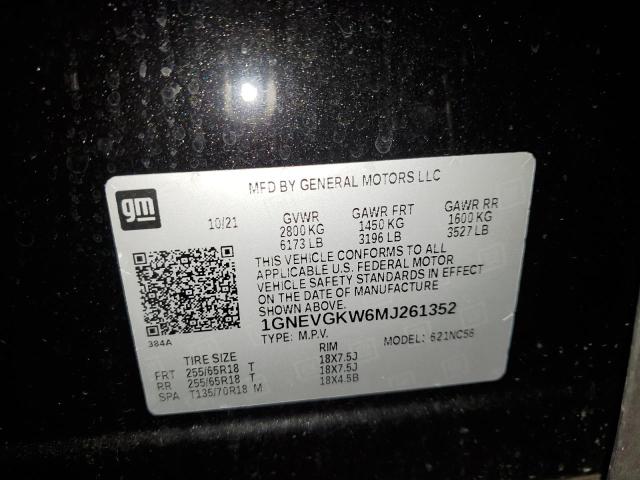 MFD BY GENERAL MOTORS LLC
gm
10/21
GVWR GAWR FRT GAWR RR
2800 KG 1450 KG 1600 KG
6173 LB 3196 LB 3527 LB
THIS VEHICLE CONFORMS TO ALL
APPLICABLE U.S. FEDERAL MOTOR
VEHICLE SAFETY STANDARDS IN EFFECT
ON THE DATE OF MANUFACTURE
SHOWN ABOVE.
1GNEVGKW6MJ261352
384A
TYPE: M.P.V. MODEL: 621NC56
TIRE SIZE RIM
FRT 255/65R18 T 18X7.5J
RR 255/65R18 T 18X7.5J
SPA T135/70R18 M 18X4.5B